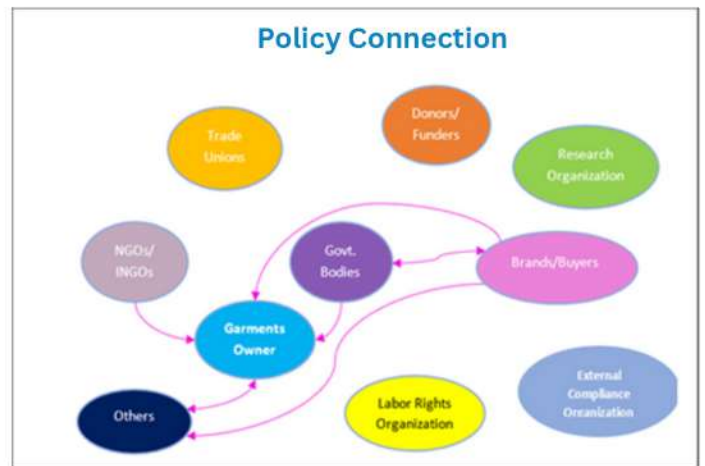 Policy Connection
Donors/
Funders
Trade
Unions
Research
Organization
NGOs/
INGOs
Govt.
Bodies
Brands/Buyers
Garments
Owner
External
Compliance
Oreanization
Labor Rights
Organization
Others